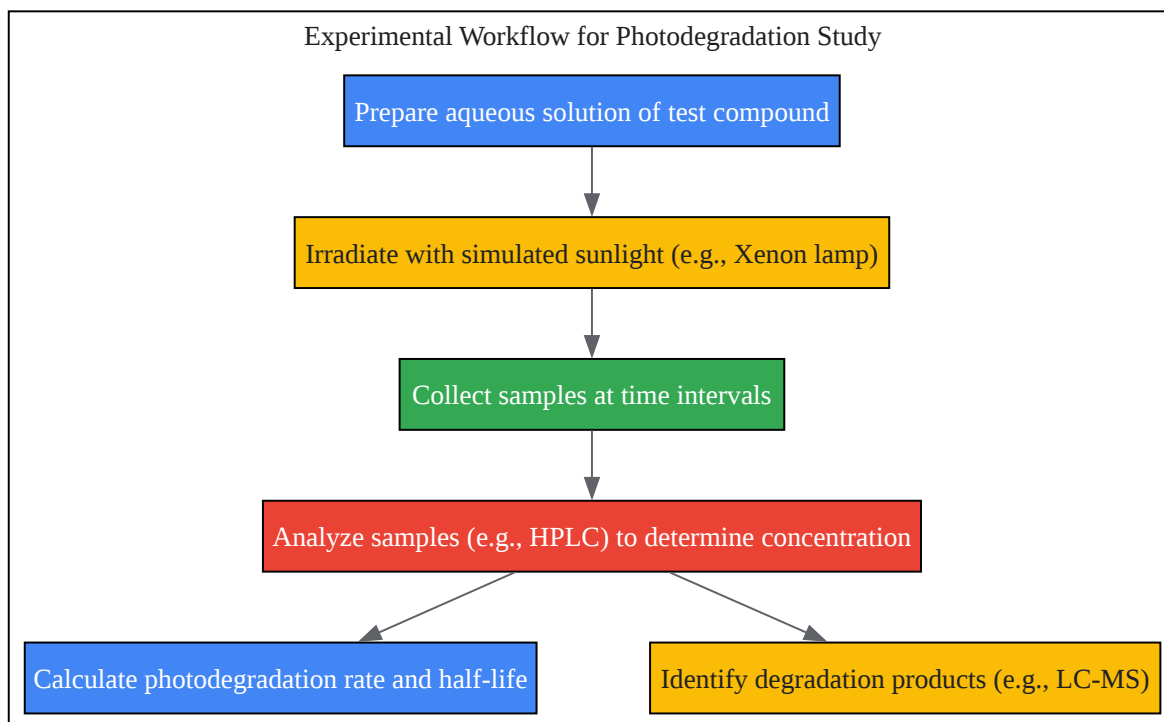 Experimental Workflow for Photodegradation Study
Prepare aqueous solution of test compound
Irradiate with simulated sunlight (e.g., Xenon lamp)
Collect samples at time intervals
Analyze samples (e.g., HPLC) to determine concentration
Calculate photodegradation rate and half-life
Identify degradation products (e.g., LC-MS)